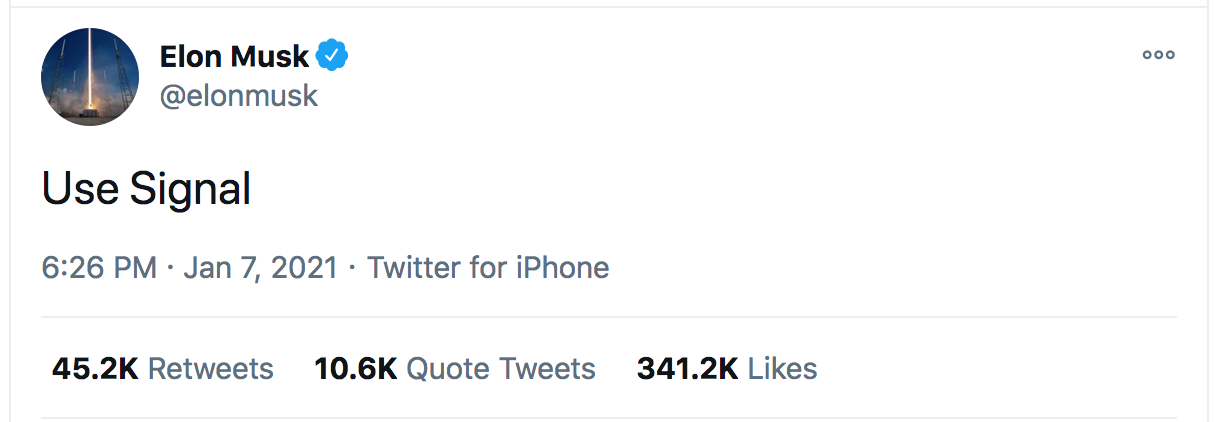 Elon Musk
@elonmusk
Use Signal
6:26 PM · Jan 7, 2021 · Twitter for iPhone
45.2K Retweets 10.6K Quote Tweets 341.2K Likes